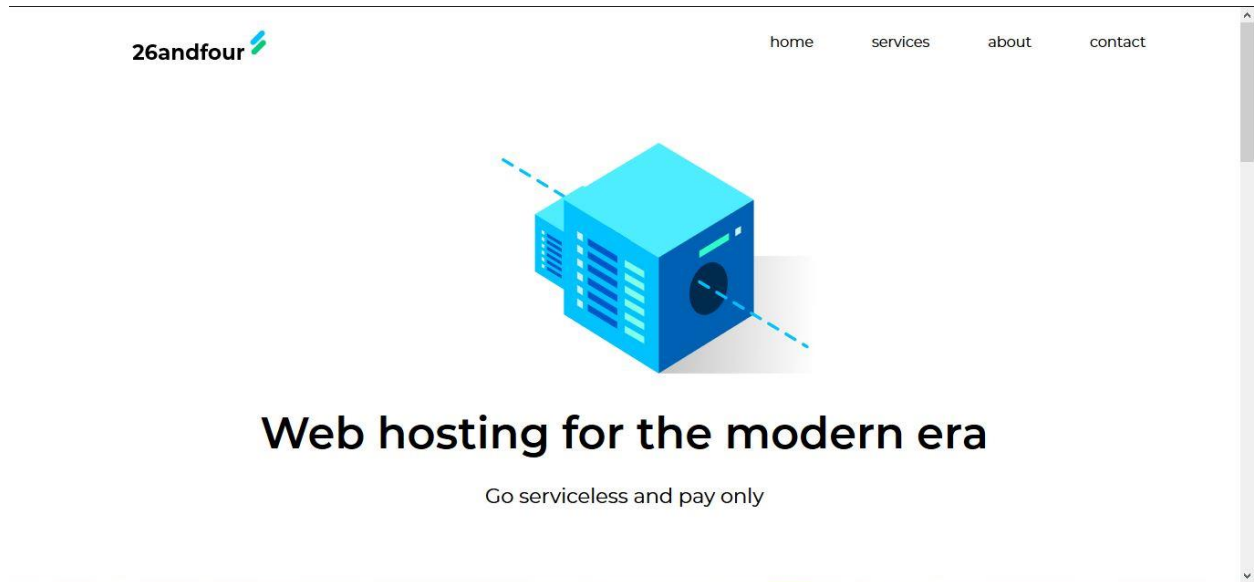 26andfour
home services about contact
Web hosting for the modern era
Go serviceless and pay only